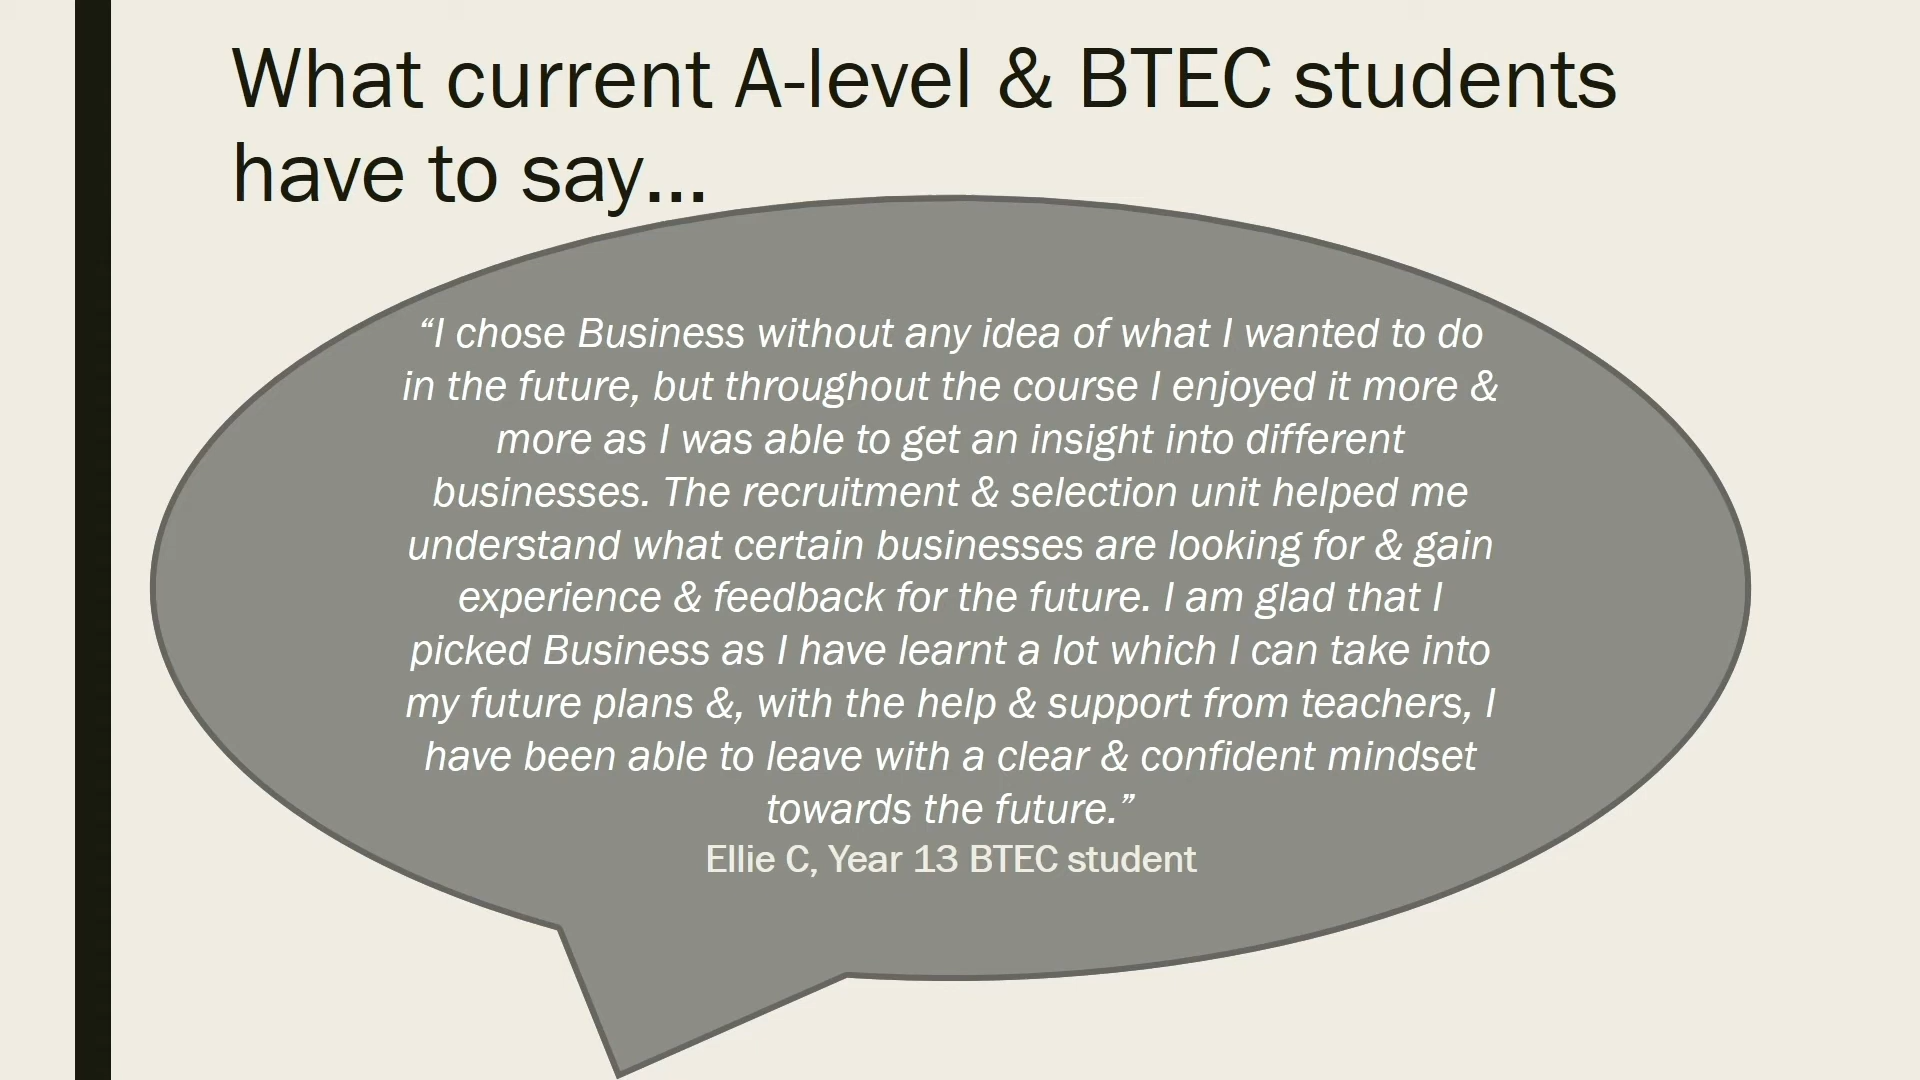 What current A-level & BTEC students
have to say...
“I chose Business without any idea of what I wanted to do
in the future, but throughout the course I enjoyed it more &
more as I was able to get an insight into different
businesses. The recruitment & selection unit helped me
understand what certain businesses are looking for & gain
experience & feedback for the future. I am glad that I
picked Business as I have learnt a lot which I can take into
my future plans &, with the help & support from teachers, I
have been able to leave with a clear & confident mindset
towards the future.”
Ellie C, Year 13 BTEC student